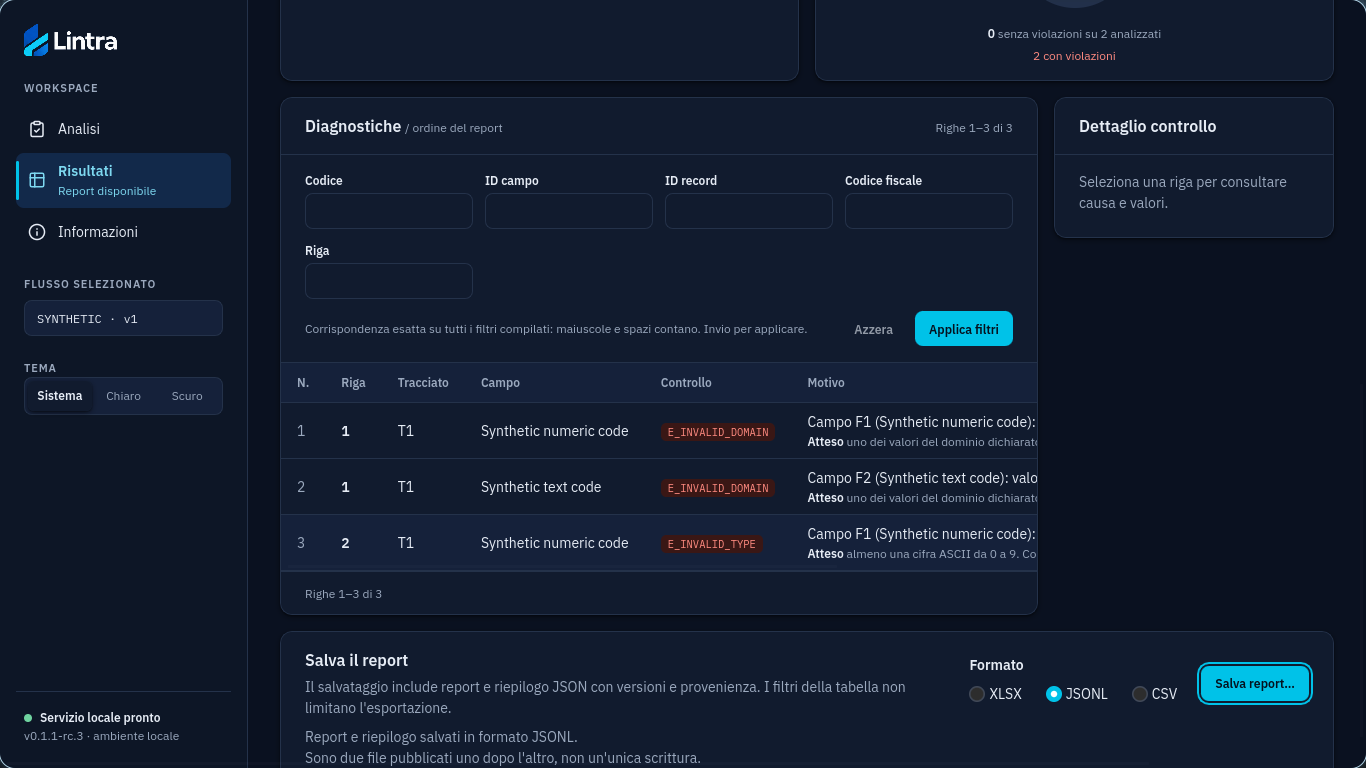 Lintra
WORKSPACE
Analisi
Risultati
Report disponibile
Informazioni
FLUSSO SELEZIONATO
SYNTHETIC · v1
TEMA
Sistema Chiaro Scuro
Servizio locale pronto
v0.1.1-rc.3 · ambiente locale
0 senza violazioni su 2 analizzati
2 con violazioni
Diagnostiche / ordine del report Righe 1–3 di 3
Codice ID campo ID record Codice fiscale
Riga
Corrispondenza esatta su tutti i filtri compilati: maiuscole e spazi contano. Invio per applicare. Azzera Applica filtri
N. Riga Tracciato Campo Controllo Motivo
1 1 T1 Synthetic numeric code E_INVALID_DOMAIN Campo F1 (Synthetic numeric code):
Atteso uno dei valori del dominio dichiarato
2 1 T1 Synthetic text code E_INVALID_DOMAIN Campo F2 (Synthetic text code): valo
Atteso uno dei valori del dominio dichiarato
3 2 T1 Synthetic numeric code E_INVALID_TYPE Campo F1 (Synthetic numeric code):
Atteso almeno una cifra ASCII da 0 a 9. Co
Righe 1–3 di 3
Dettaglio controllo
Seleziona una riga per consultare
causa e valori.
Salva il report
Il salvataggio include report e riepilogo JSON con versioni e provenienza. I filtri della tabella non
limitano l'esportazione.
Report e riepilogo salvati in formato JSONL.
Sono due file pubblicati uno dopo l'altro, non un'unica scrittura.
Formato
XLSX JSONL CSV
Salva report…